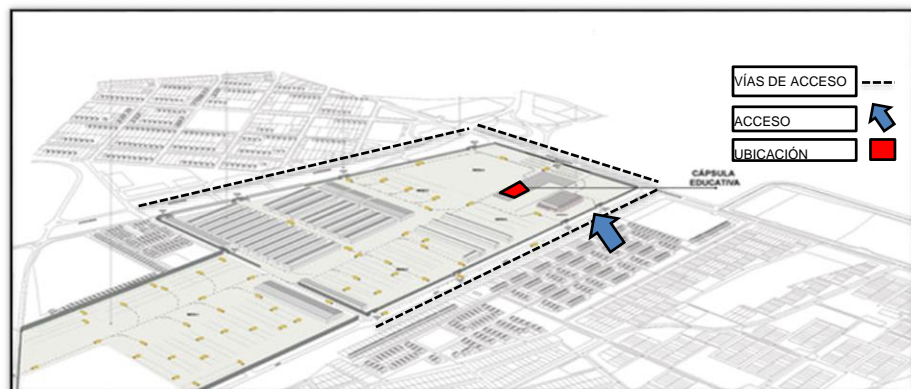 VÍAS DE ACCESO
ACCESO
UBICACIÓN
CÁPSULA
EDUCATIVA